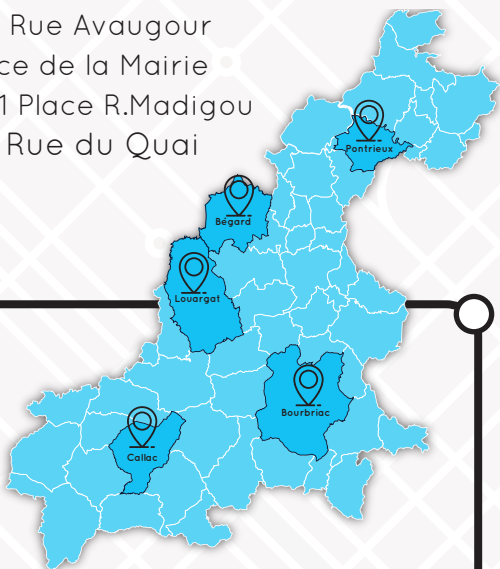 Rue Avaugour
ce de la Mairie
1 Place R.Madigou
Rue du Quai
Pontrieux
Bégard
Louargat
Bourbriac
Callac